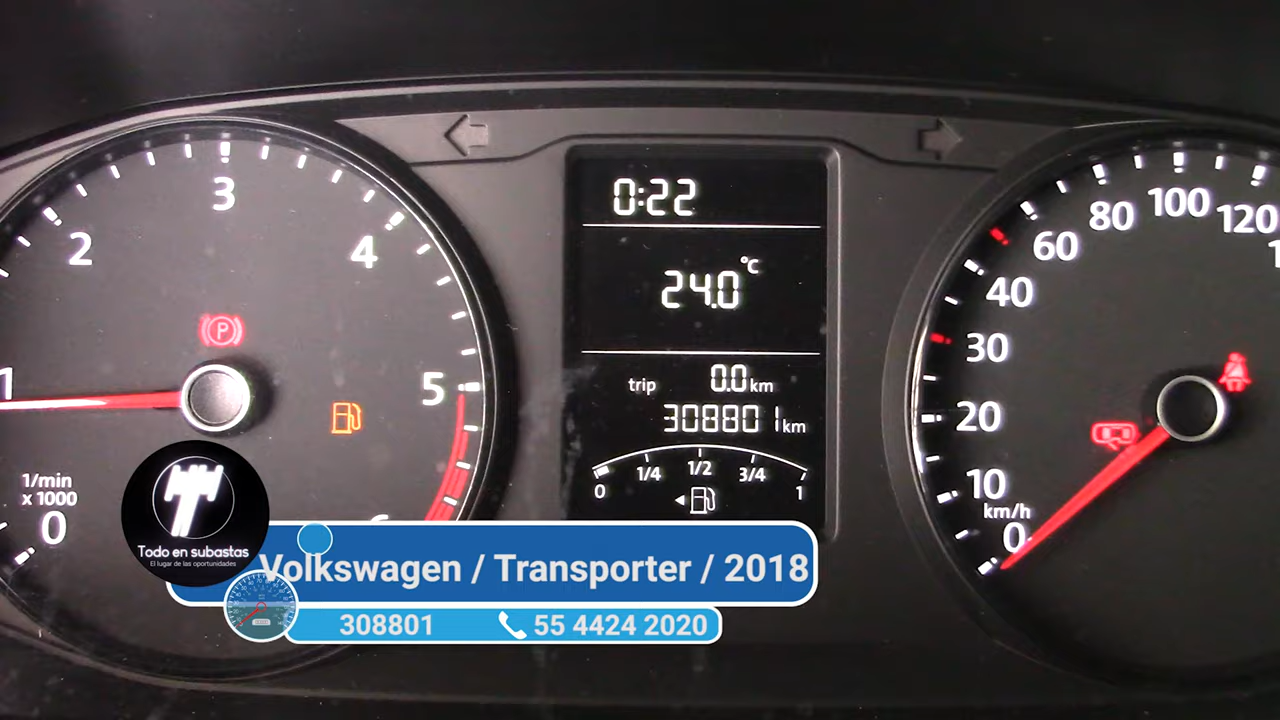 0:22
24.0 °C
trip 0.0 km
308801 km
0 1/4 1/2 3/4 1
1 2 3 4 5
1/min
x 1000
0
P
0 10 20 30 40 60 80 100 120
km/h
Todo en subastas
El lugar de las oportunidades
Volkswagen / Transporter / 2018
308801 55 4424 2020